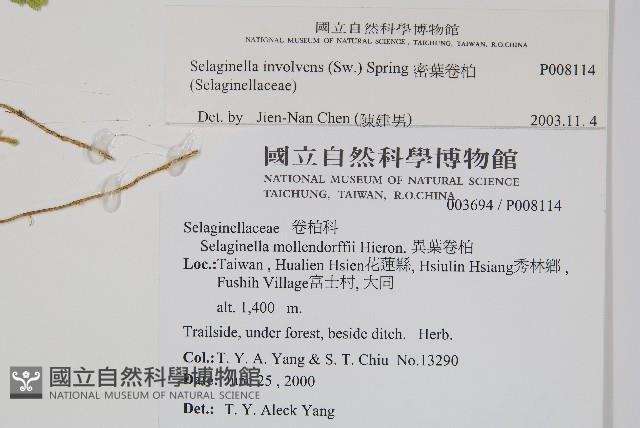 國立自然科學博物館
NATIONAL MUSEUM OF NATURAL SCIENCE, TAICHUNG, TAIWAN, R.O.CHINA
Selaginella involvens (Sw.) Spring 密葉卷柏 P008114
(Selaginellaceae)
Det. by Jien-Nan Chen (陳建男) 2003.11. 4
國立自然科學博物館
NATIONAL MUSEUM OF NATURAL SCIENCE
TAICHUNG, TAIWAN, R.O.CHINA
003694 / P008114
Selaginellaceae 卷柏科
Selaginella mollendorffii Hieron. 異葉卷柏
Loc.:Taiwan , Hualien Hsien花蓮縣, Hsiulin Hsiang秀林鄉 ,
Fushih Village富士村, 大同
alt. 1,400 m.
Trailside, under forest, beside ditch. Herb.
Col.: T. Y. A. Yang & S. T. Chiu No.13290
Date: 25 , 2000
Det.: T. Y. Aleck Yang
國立自然科學博物館
NATIONAL MUSEUM OF NATURAL SCIENCE